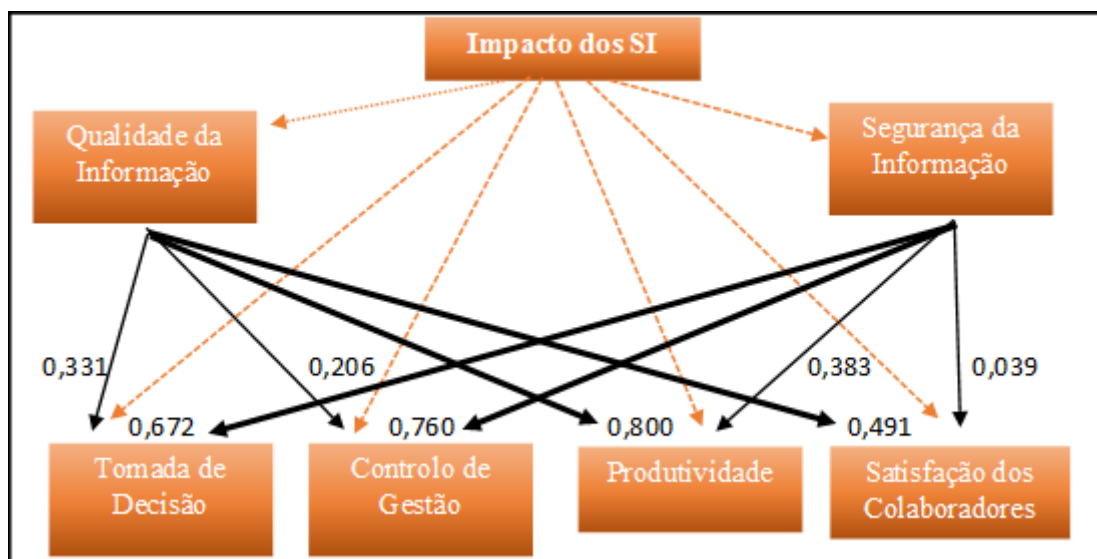 Impacto dos SI
Qualidade da
Informação
Segurança da
Informação
0,331
0,206
0,383
0,039
0,672
0,760
0,800
0,491
Tomada de
Decisão
Controlo de
Gestão
Produtividade
Satisfação dos
Colaboradores